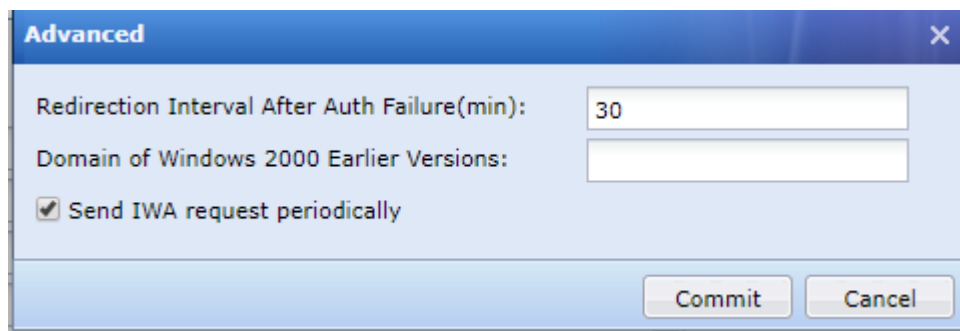 Advanced
Redirection Interval After Auth Failure(min): 30
Domain of Windows 2000 Earlier Versions:
Send IWA request periodically
Commit Cancel